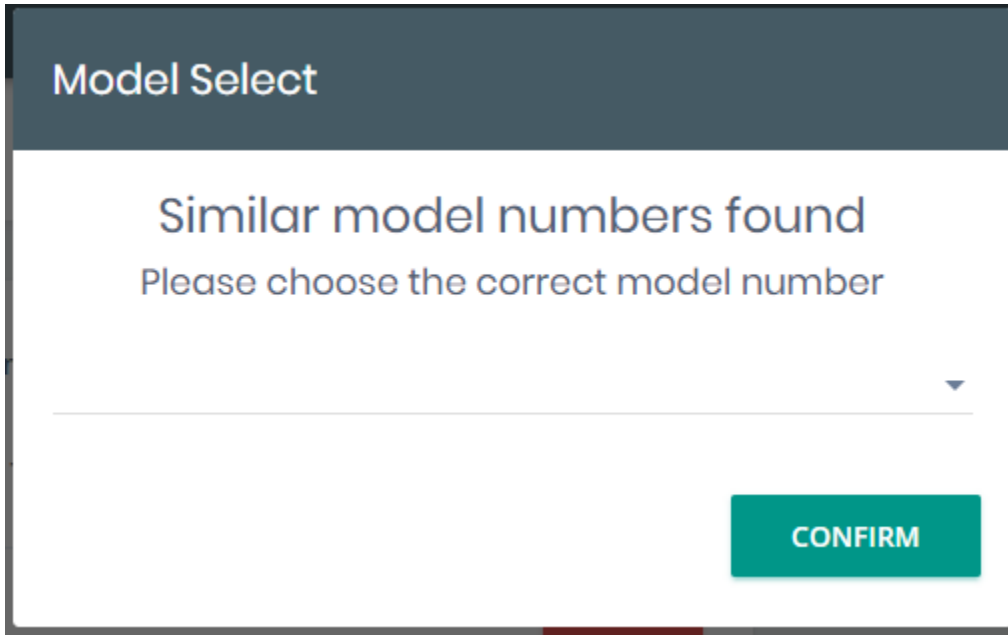 Model Select
Similar model numbers found
Please choose the correct model number
CONFIRM